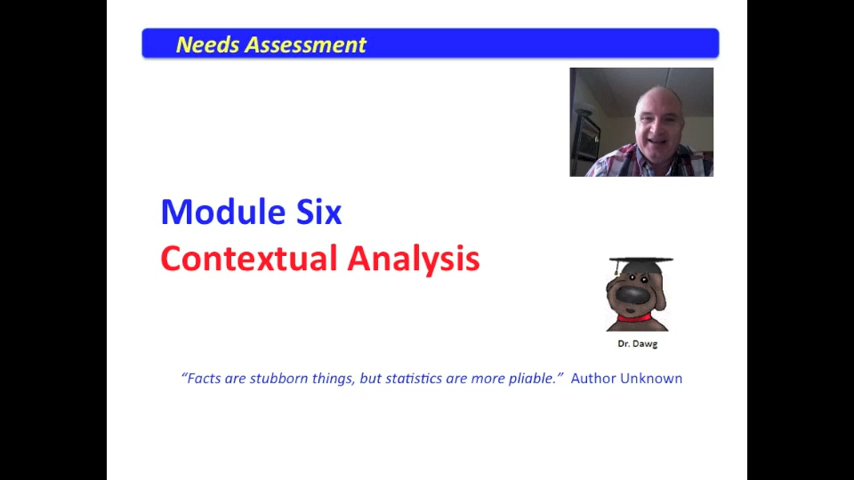 Needs Assessment
Module Six
Contextual Analysis
Dr. Dawg
“Facts are stubborn things, but statistics are more pliable.” Author Unknown